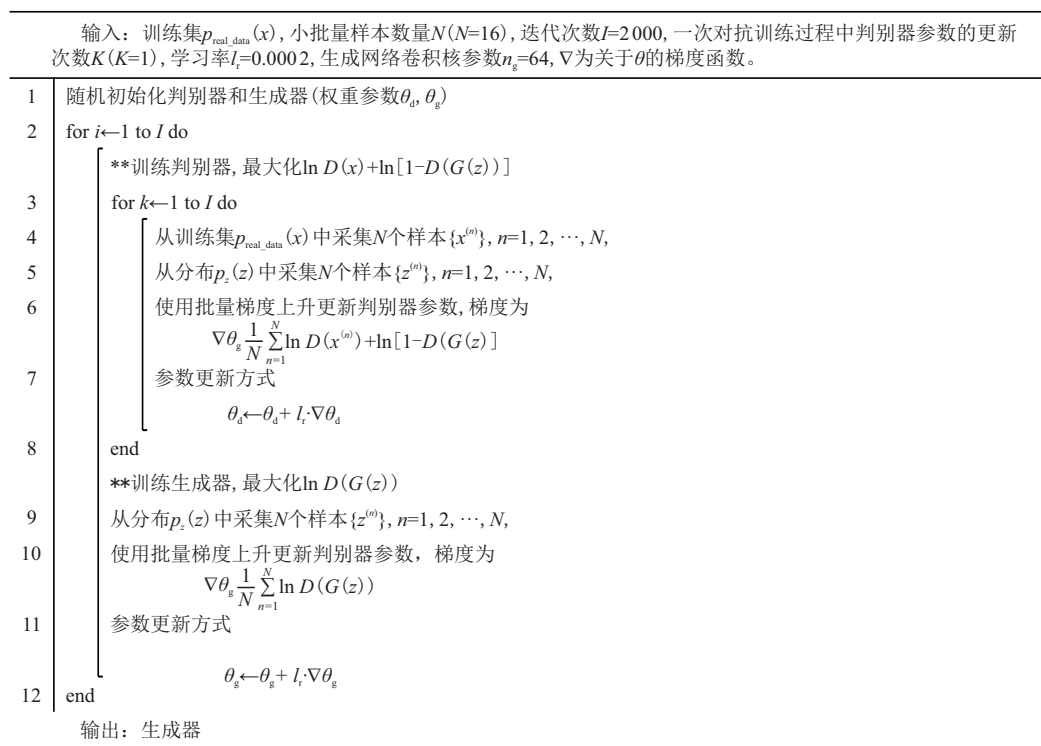 输入：训练集p_real_data(x),小批量样本数量N(N=16),迭代次数I=2 000,一次对抗训练过程中判别器参数的更新
次数K(K=1),学习率l_r=0.000 2,生成网络卷积核参数n_g=64,∇为关于θ的梯度函数。
1 随机初始化判别器和生成器(权重参数θ_d,θ_g)
2 for i←1 to I do
**训练判别器,最大化ln D(x)+ln[1-D(G(z))]
3 for k←1 to I do
4 从训练集p_real_data(x)中采集N个样本{x^(n)},n=1,2,⋯,N,
5 从分布p_z(z)中采集N个样本{z^(n)},n=1,2,⋯,N,
6 使用批量梯度上升更新判别器参数,梯度为
∇θ_g 1/N ∑_{n=1}^{N} ln D(x^(n))+ln[1-D(G(z)]
7 参数更新方式
θ_d←θ_d+ l_r·∇θ_d
8 end
**训练生成器,最大化ln D(G(z))
9 从分布p_z(z)中采集N个样本{z^(n)},n=1,2,⋯,N,
10 使用批量梯度上升更新判别器参数，梯度为
∇θ_g 1/N ∑_{n=1}^{N} ln D(G(z))
11 参数更新方式
θ_g←θ_g+ l_r·∇θ_g
12 end
输出：生成器